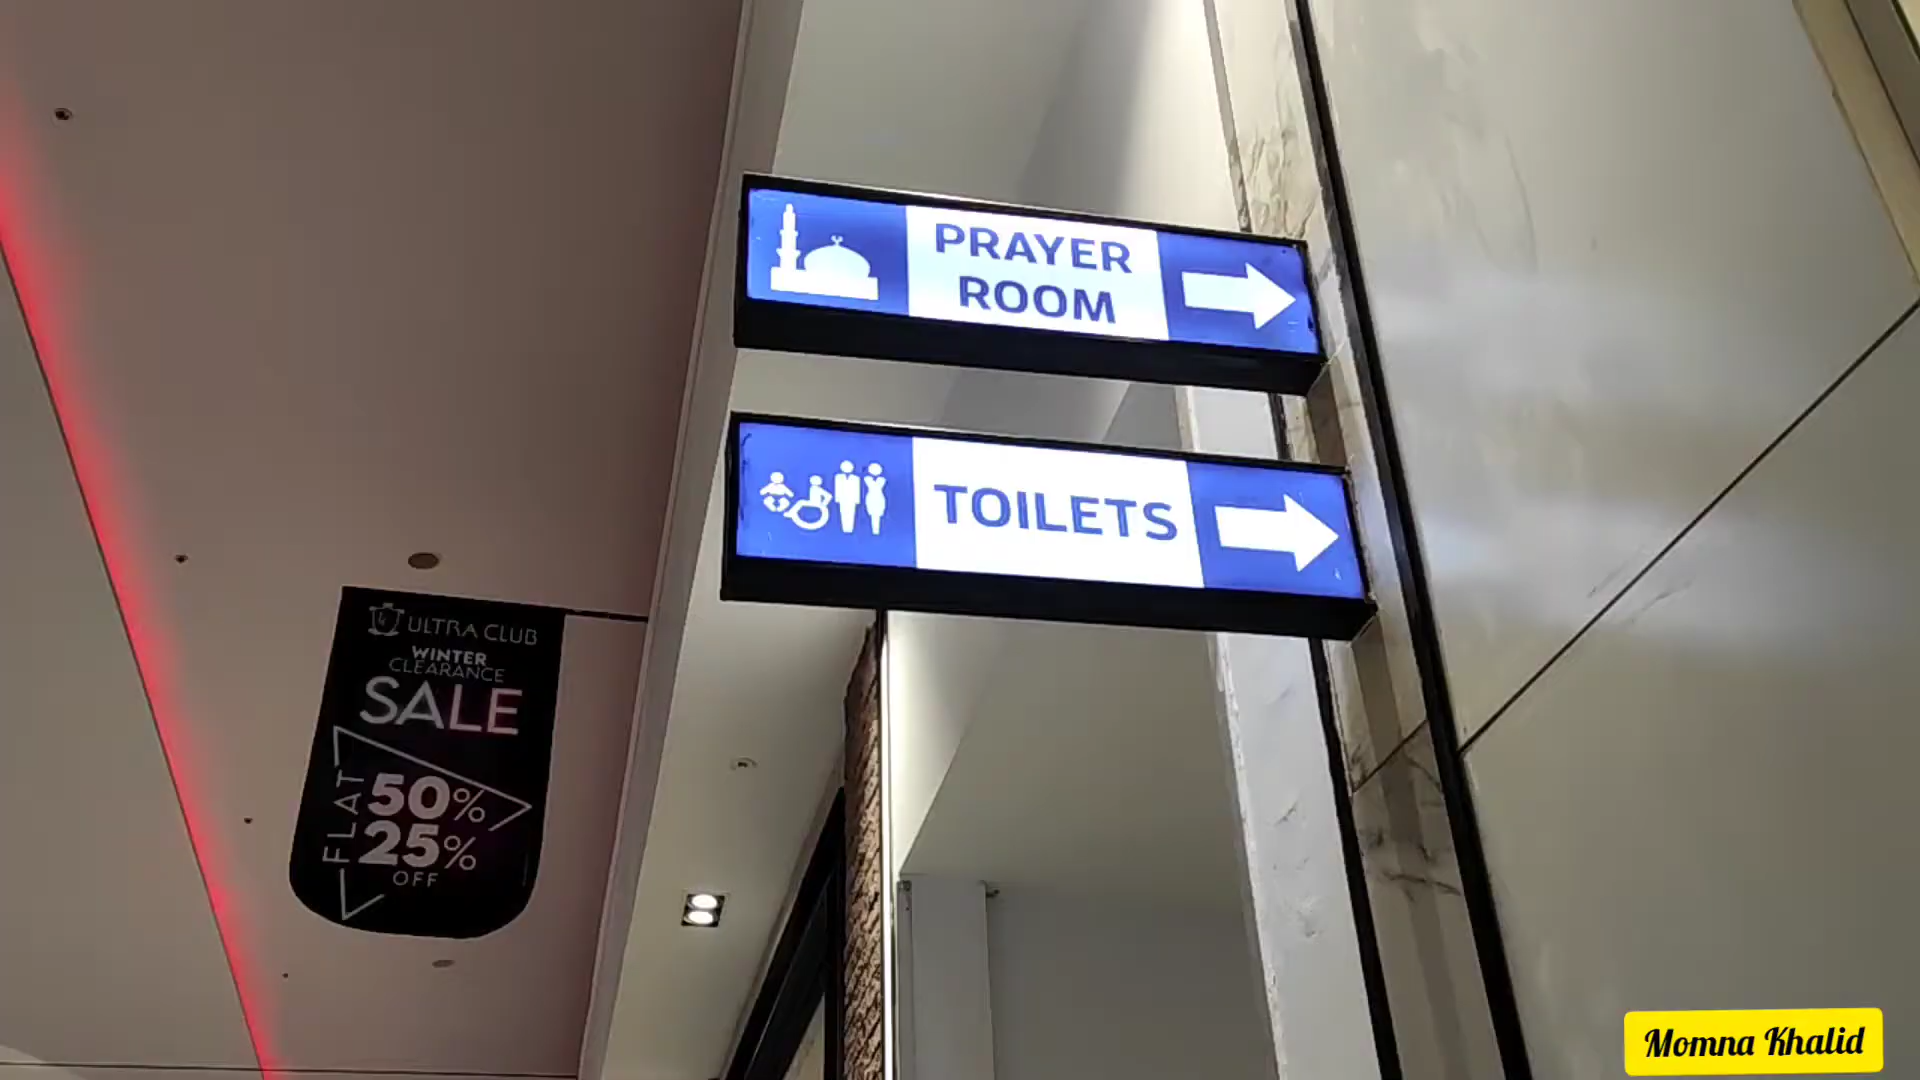 PRAYER
ROOM
TOILETS
ULTRA CLUB
WINTER
CLEARANCE
SALE
FLAT
50%
25%
OFF
Momna Khalid